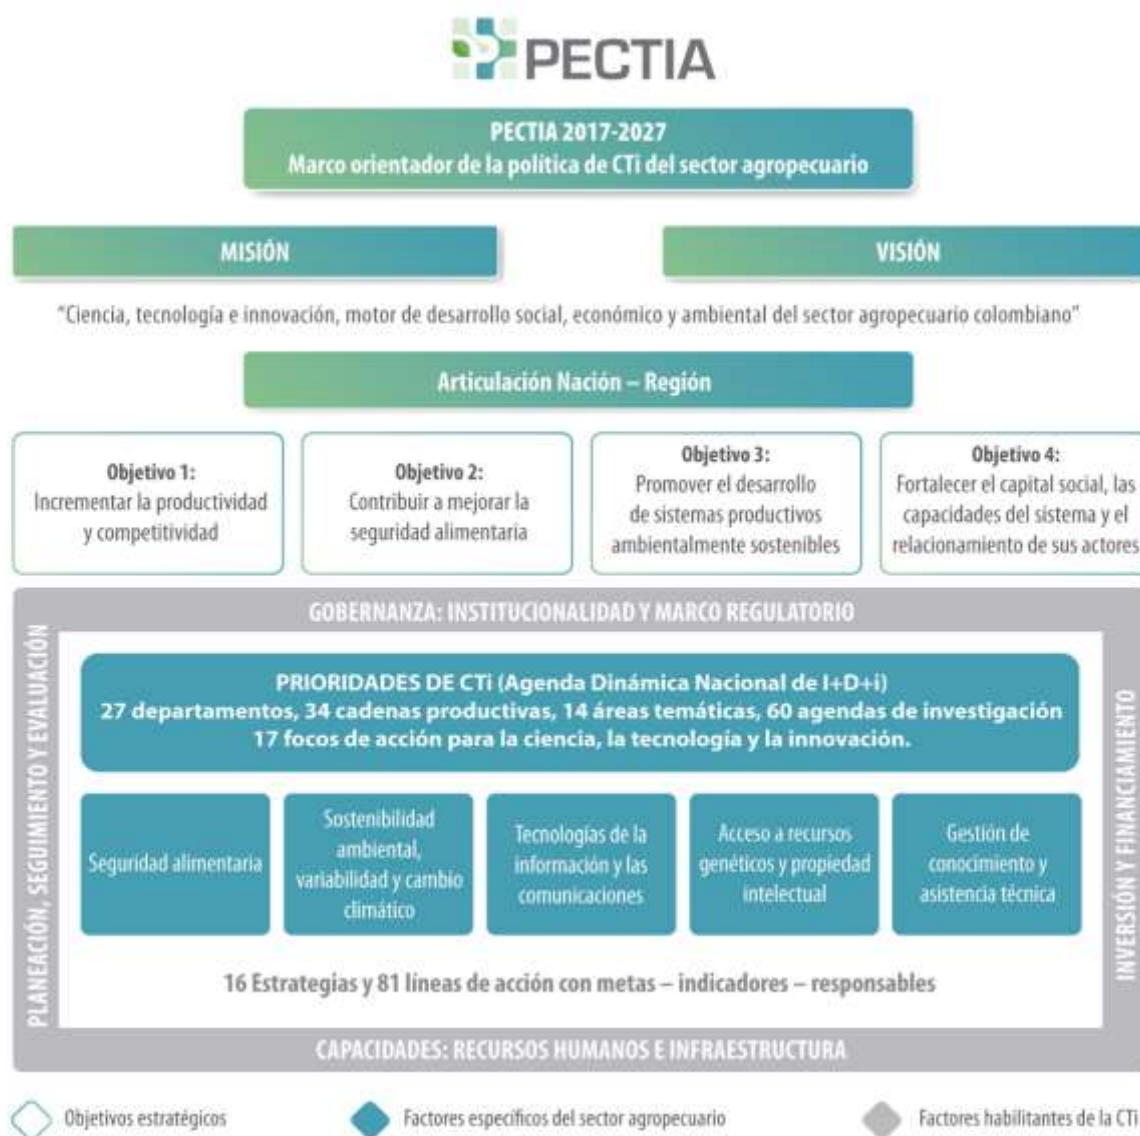 PECTIA
PECTIA 2017-2027
Marco orientador de la política de CTi del sector agropecuario
MISIÓN
VISIÓN
“Ciencia, tecnología e innovación, motor de desarrollo social, económico y ambiental del sector agropecuario colombiano”
Articulación Nación – Región
Objetivo 1:
Incrementar la productividad
y competitividad
Objetivo 2:
Contribuir a mejorar la
seguridad alimentaria
Objetivo 3:
Promover el desarrollo
de sistemas productivos
ambientalmente sostenibles
Objetivo 4:
Fortalecer el capital social, las
capacidades del sistema y el
relacionamiento de sus actores
GOBERNANZA: INSTITUCIONALIDAD Y MARCO REGULATORIO
PLANEACIÓN, SEGUIMIENTO Y EVALUACIÓN
PRIORIDADES DE CTi (Agenda Dinámica Nacional de I+D+i)
27 departamentos, 34 cadenas productivas, 14 áreas temáticas, 60 agendas de investigación
17 focos de acción para la ciencia, la tecnología y la innovación.
Seguridad alimentaria
Sostenibilidad
ambiental,
variabilidad y cambio
climático
Tecnologías de la
información y las
comunicaciones
Acceso a recursos
genéticos y propiedad
intelectual
Gestión de
conocimiento y
asistencia técnica
16 Estrategias y 81 líneas de acción con metas – indicadores – responsables
INVERSIÓN Y FINANCIAMIENTO
CAPACIDADES: RECURSOS HUMANOS E INFRAESTRUCTURA
Objetivos estratégicos
Factores específicos del sector agropecuario
Factores habilitantes de la CTi